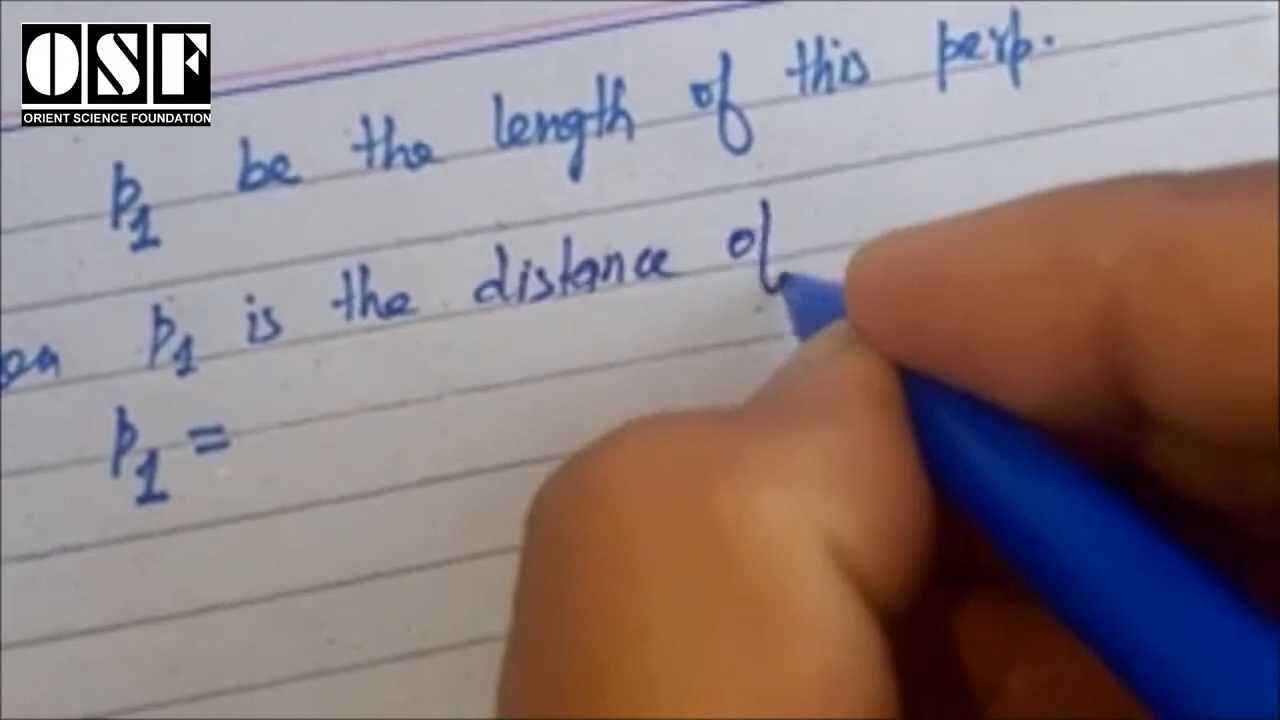 OSF
ORIENT SCIENCE FOUNDATION
p₁ be the length of this perp.
p₁ is the distance of
p₁ =